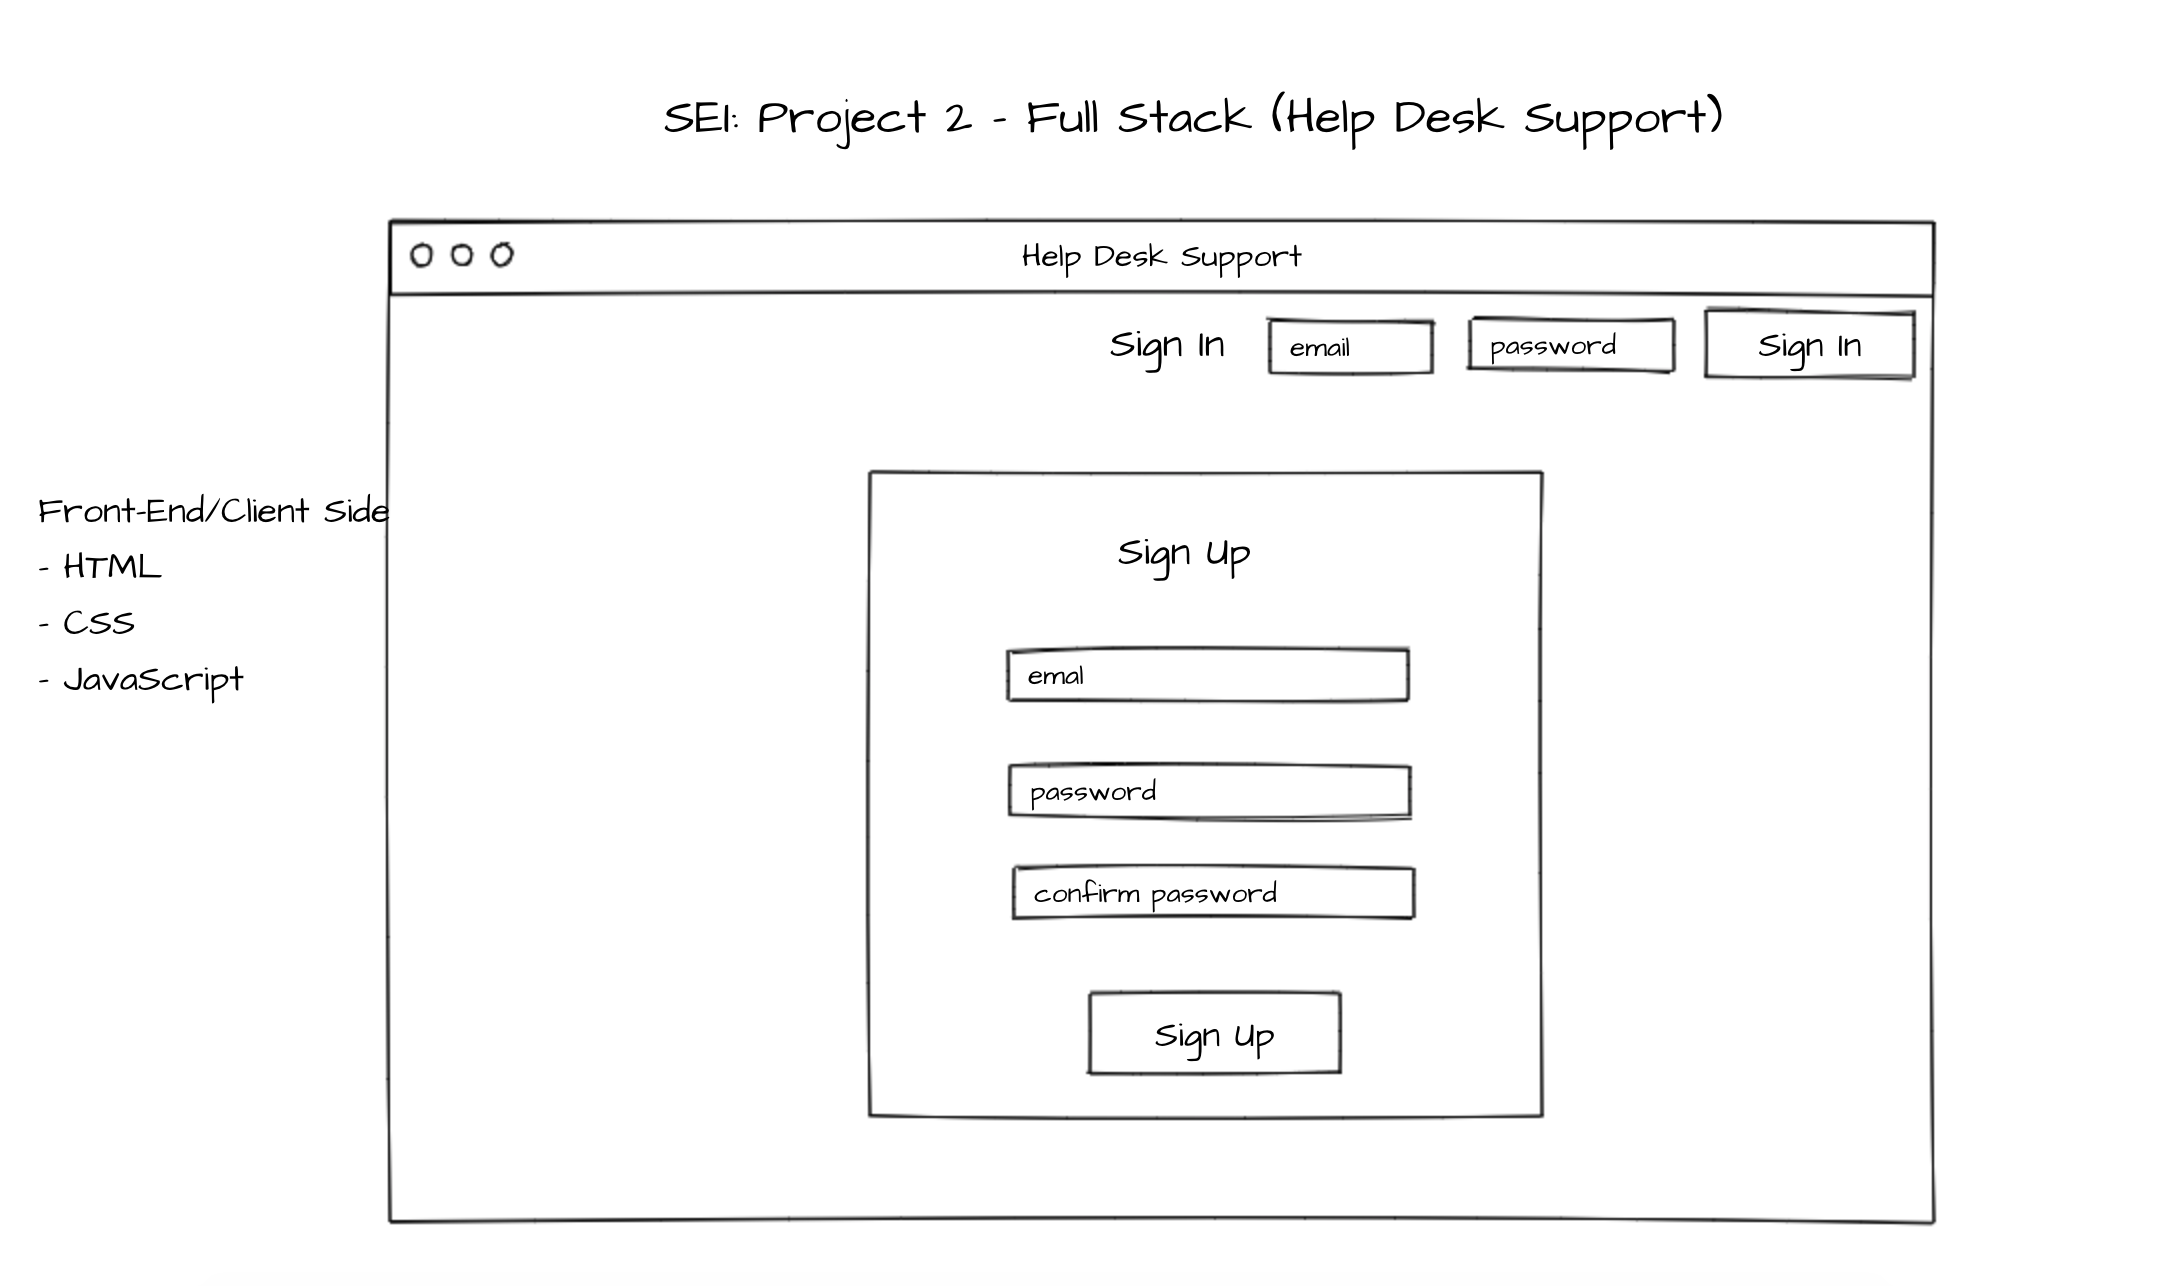 SEI: Project 2 - Full Stack (Help Desk Support)
Help Desk Support
Sign In
email
password
Sign In
Front-End/Client Side
- HTML
- CSS
- JavaScript
Sign Up
emal
password
confirm password
Sign Up